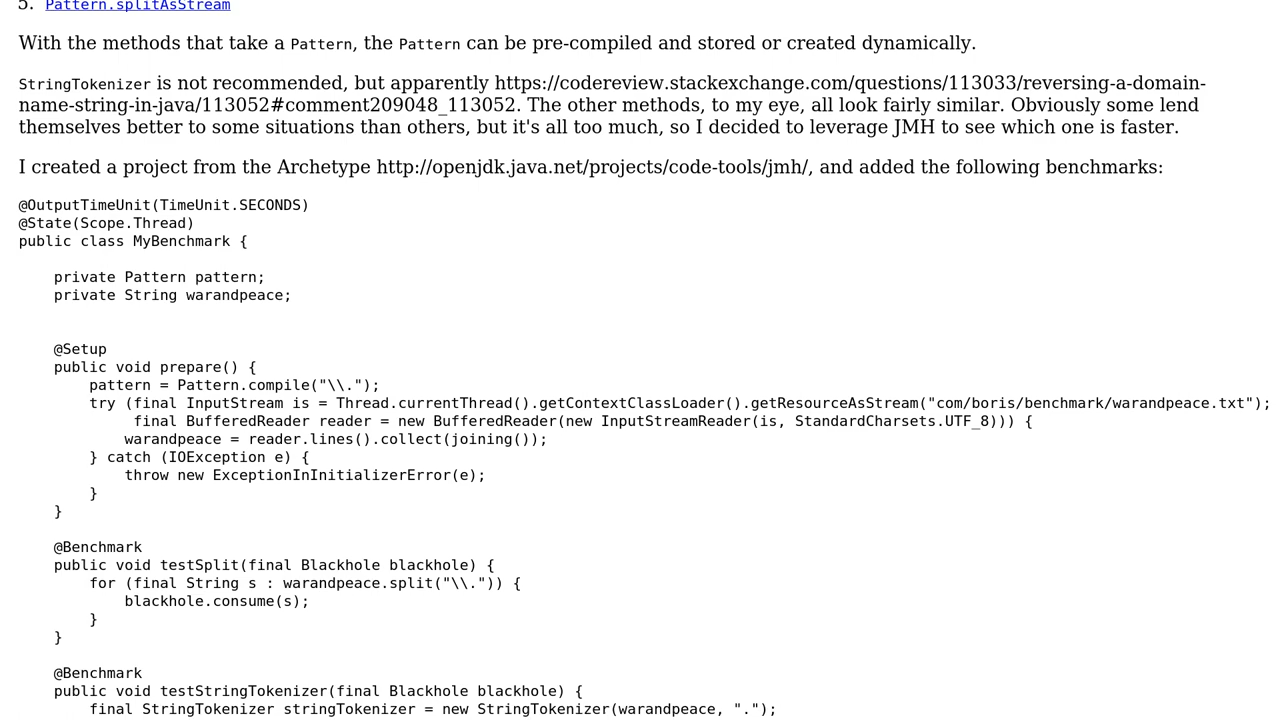 5. Pattern.splitAsStream
With the methods that take a Pattern, the Pattern can be pre-compiled and stored or created dynamically.
StringTokenizer is not recommended, but apparently https://codereview.stackexchange.com/questions/113033/reversing-a-domain-
name-string-in-java/113052#comment209048_113052. The other methods, to my eye, all look fairly similar. Obviously some lend
themselves better to some situations than others, but it's all too much, so I decided to leverage JMH to see which one is faster.
I created a project from the Archetype http://openjdk.java.net/projects/code-tools/jmh/, and added the following benchmarks:
@OutputTimeUnit(TimeUnit.SECONDS)
@State(Scope.Thread)
public class MyBenchmark {
    private Pattern pattern;
    private String warandpeace;
    @Setup
    public void prepare() {
        pattern = Pattern.compile("\\.");
        try (final InputStream is = Thread.currentThread().getContextClassLoader().getResourceAsStream("com/boris/benchmark/warandpeace.txt");
             final BufferedReader reader = new BufferedReader(new InputStreamReader(is, StandardCharsets.UTF_8))) {
            warandpeace = reader.lines().collect(joining());
        } catch (IOException e) {
            throw new ExceptionInInitializerError(e);
        }
    }
    @Benchmark
    public void testSplit(final Blackhole blackhole) {
        for (final String s : warandpeace.split("\\.")) {
            blackhole.consume(s);
        }
    }
    @Benchmark
    public void testStringTokenizer(final Blackhole blackhole) {
        final StringTokenizer stringTokenizer = new StringTokenizer(warandpeace, ".");